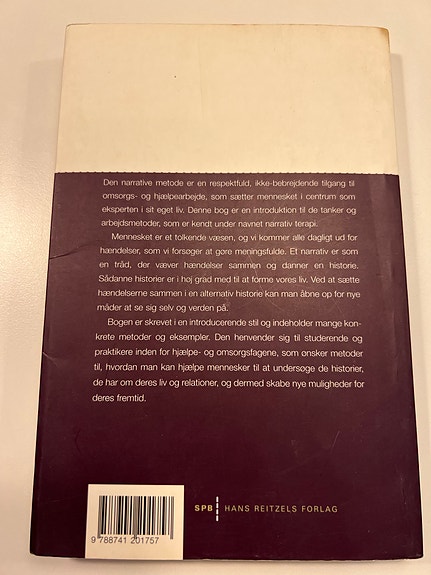 Den narrative metode er en respektfuld, ikke-bebrejdende tilgang til
omsorgs- og hjælpearbejde, som sætter mennesket i centrum som
eksperten i sit eget liv. Denne bog er en introduktion til de tanker og
arbejdsmetoder, som er kendt under navnet narrativ terapi.
Mennesket er et tolkende væsen, og vi kommer alle dagligt ud for
hændelser, som vi forsøger at gøre meningsfulde. Et narrativ er som
en tråd, der væver hændelser sammen og danner en historie.
Sådanne historier er i høj grad med til at forme vores liv. Ved at sætte
hændelserne sammen i en alternativ historie kan man åbne op for nye
måder at se sig selv og verden på.
Bogen er skrevet i en introducerende stil og indeholder mange kon-
krete metoder og eksempler. Den henvender sig til studerende og
praktikere inden for hjælpe- og omsorgsfagene, som ønsker metoder
til, hvordan man kan hjælpe mennesker til at undersøge de historier,
de har om deres liv og relationer, og dermed skabe nye muligheder for
deres fremtid.
SPB HANS REITZELS FORLAG
9 788741 201757